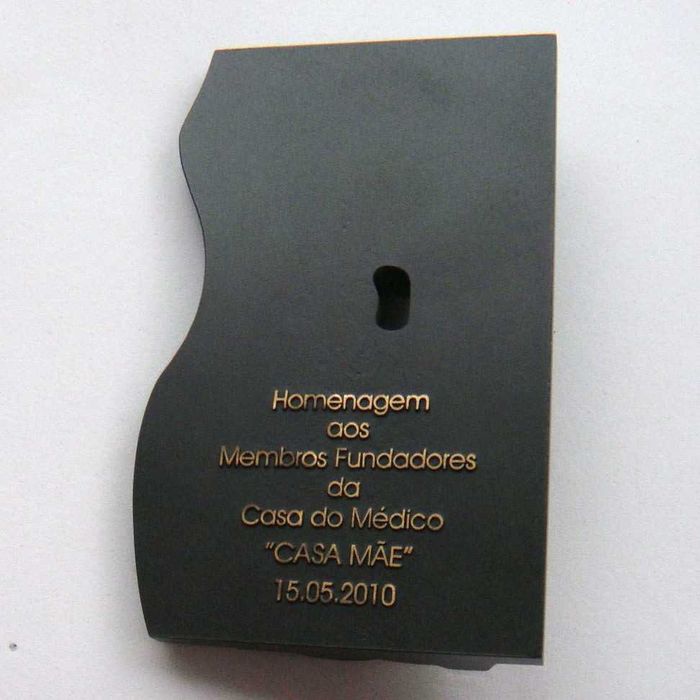 Homenagem
aos
Membros Fundadores
da
Casa do Médico
"CASA MÃE"
15.05.2010